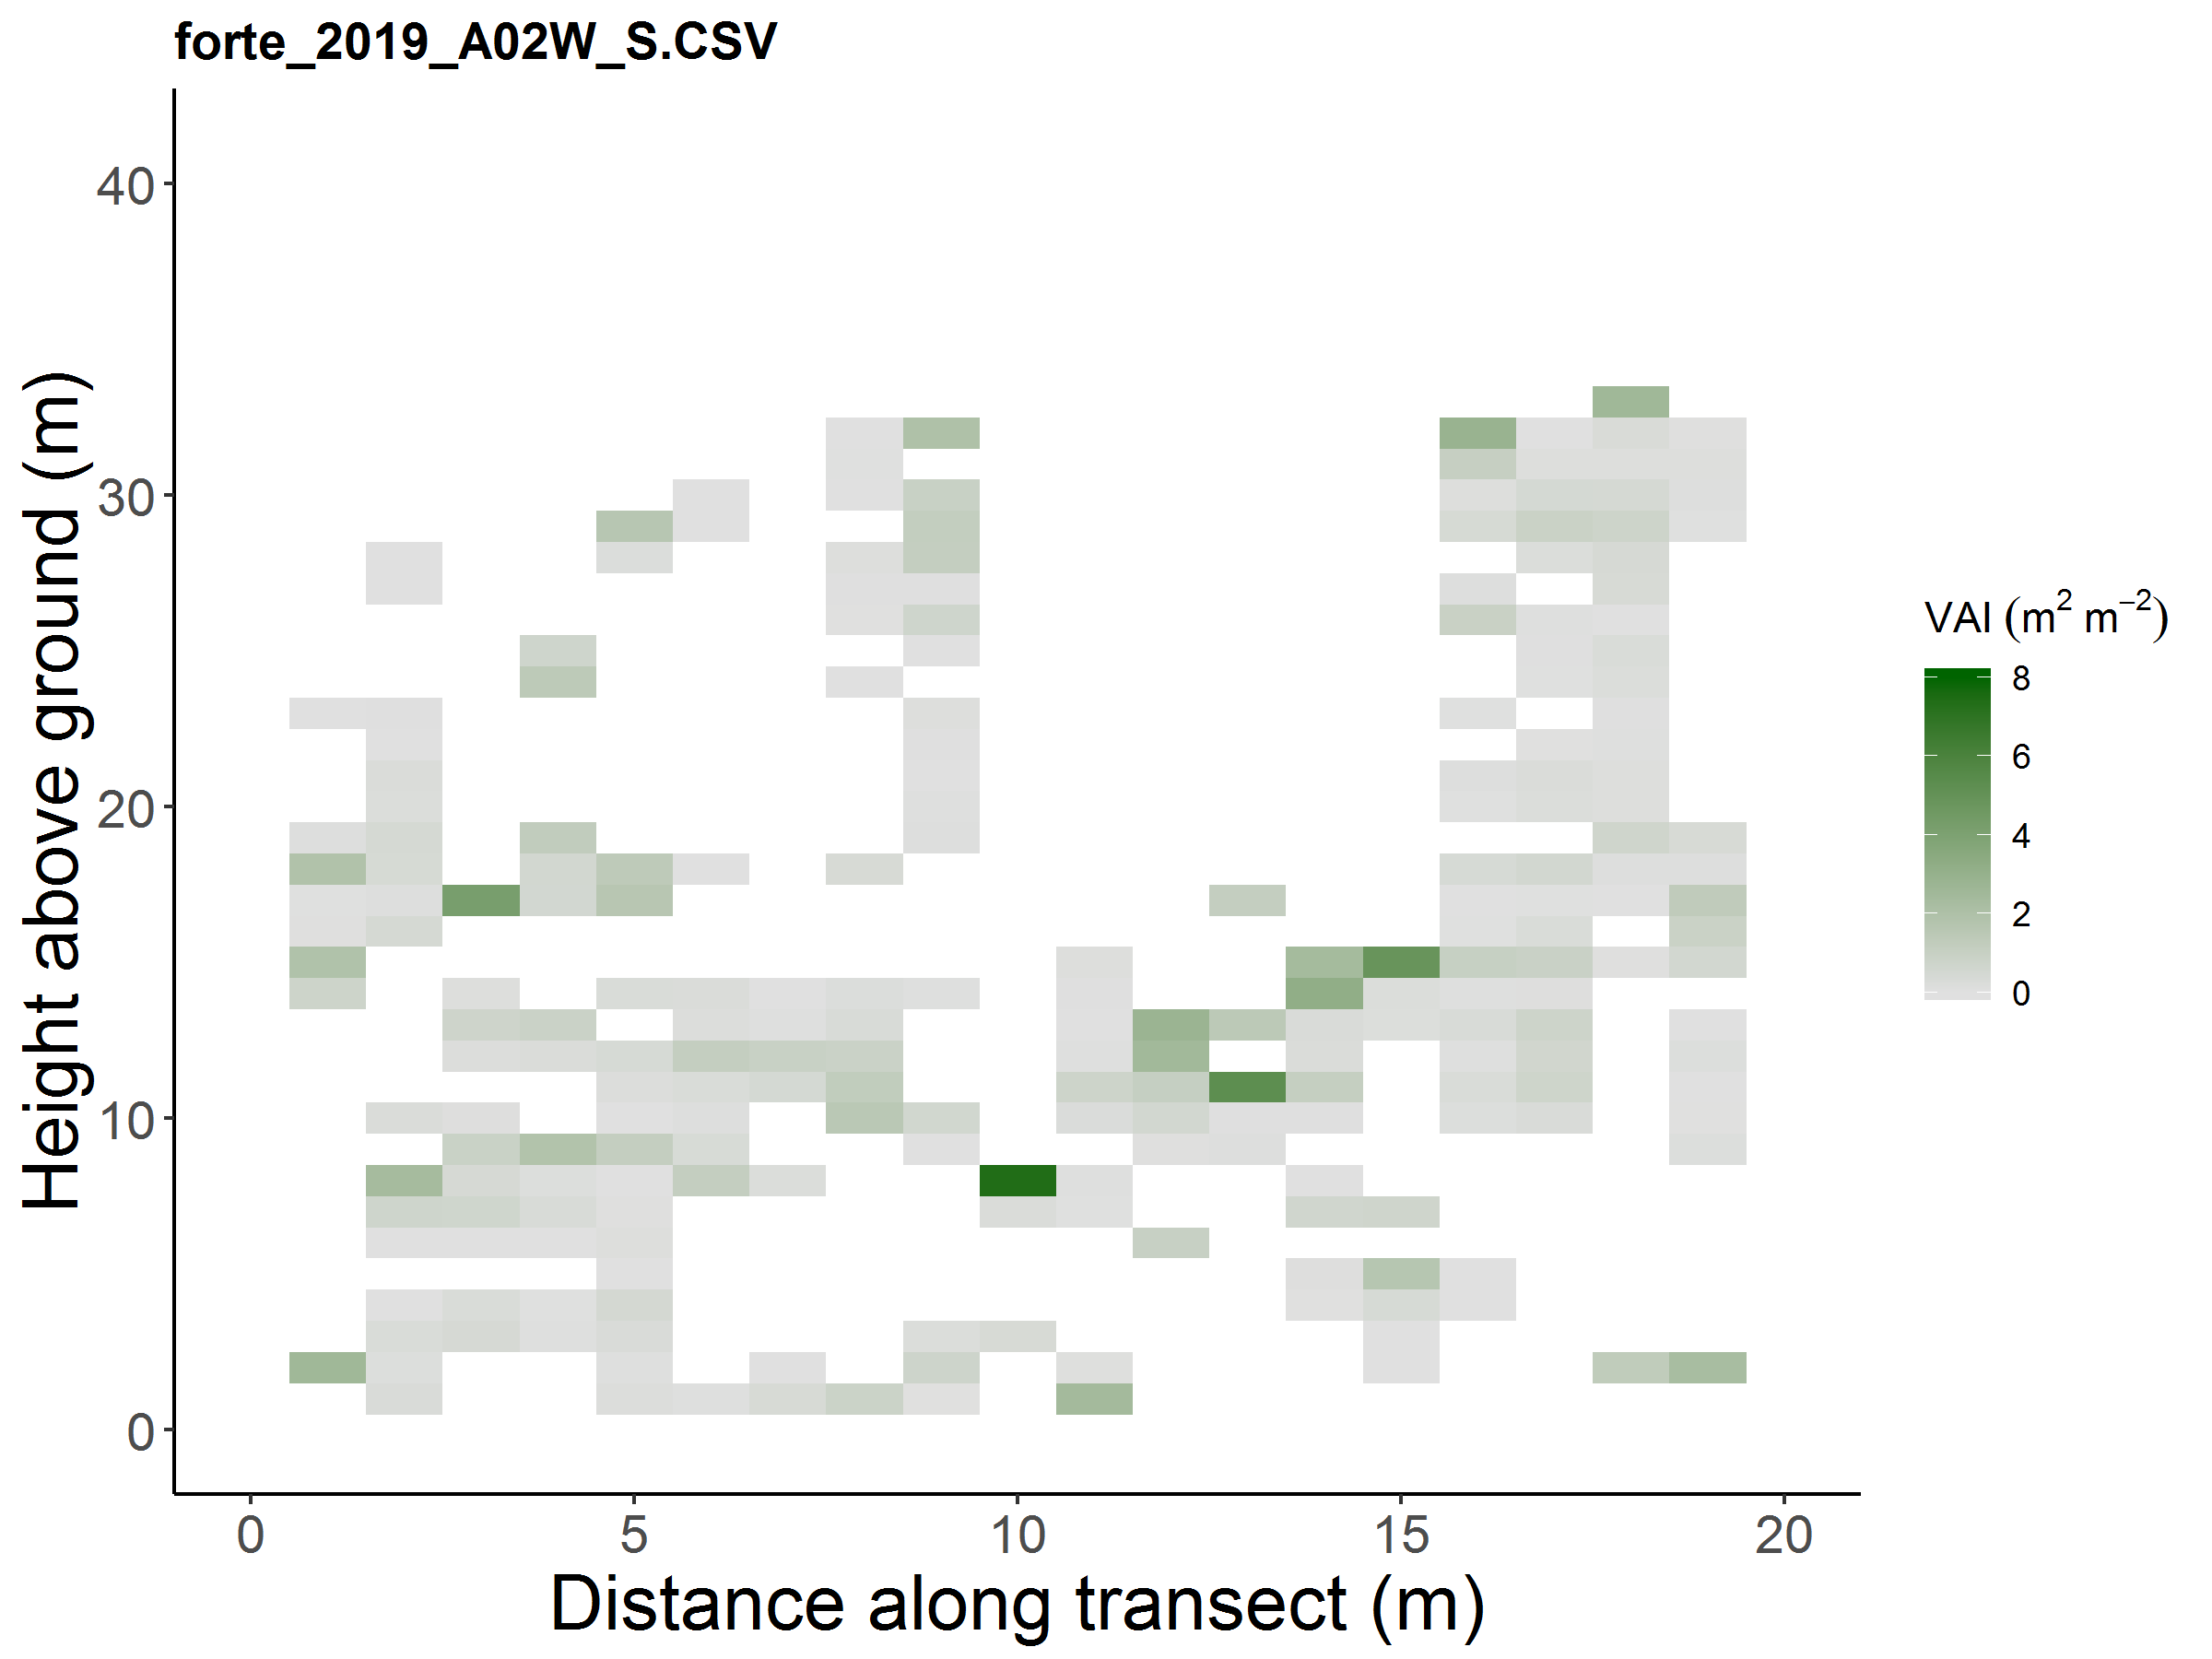 forte_2019_A02W_S.CSV
Height above ground (m)
40
30
20
10
0
0 5 10 15 20
Distance along transect (m)
VAI (m² m⁻²)
8
6
4
2
0